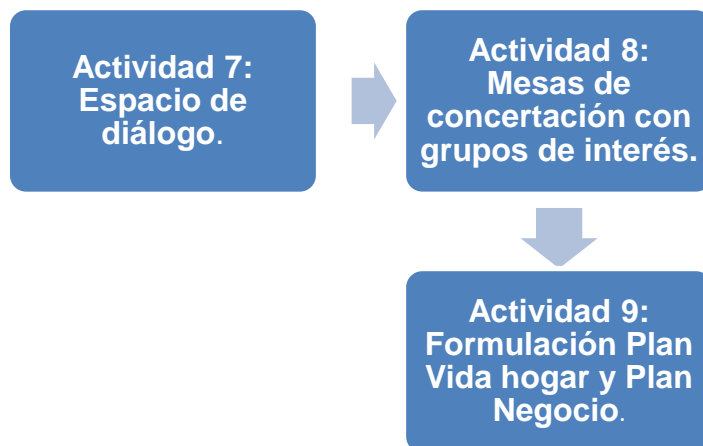 Actividad 7:
Espacio de
diálogo.
Actividad 8:
Mesas de
concertación con
grupos de interés.
Actividad 9:
Formulación Plan
Vida hogar y Plan
Negocio.